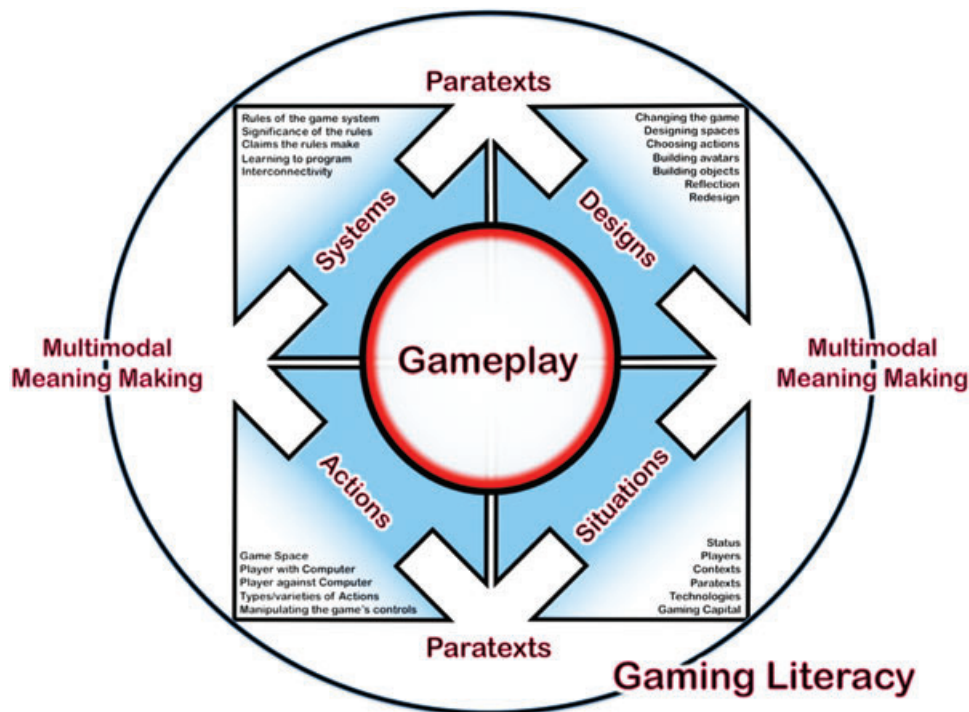 Paratexts
Rules of the game system
Significance of the rules
Claims the rules make
Learning to program
Interconnectivity
Changing the game
Designing spaces
Choosing actions
Building avatars
Building objects
Reflection
Redesign
Systems
Designs
Multimodal
Meaning Making
Gameplay
Multimodal
Meaning Making
Actions
Situations
Game Space
Player with Computer
Player against Computer
Types/varieties of Actions
Manipulating the game's controls
Status
Players
Contexts
Paratexts
Technologies
Gaming Capital
Paratexts
Gaming Literacy